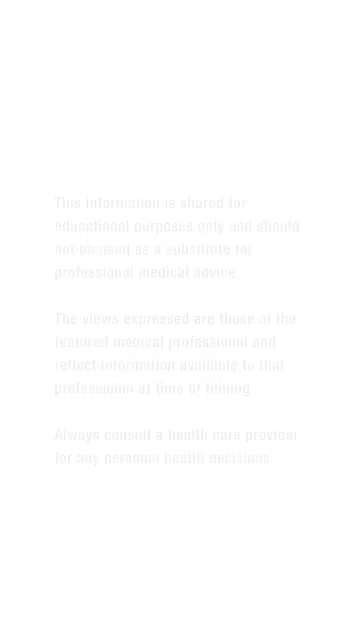 This information is shared for
educational purposes only and should
not be used as a substitute for
professional medical advice.
The views expressed are those of the
featured medical professional and
reflect information available to that
professional at time of filming.
Always consult a health care provider
for any personal health decisions.